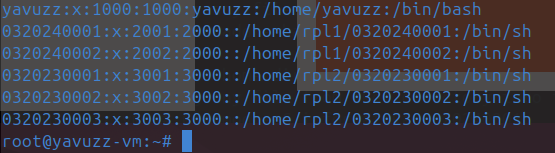 yavuzz:x:1000:1000:yavuzz:/home/yavuzz:/bin/bash
0320240001:x:2001:2000::/home/rpl1/0320240001:/bin/sh
0320240002:x:2002:2000::/home/rpl1/0320240002:/bin/sh
0320230001:x:3001:3000::/home/rpl2/0320230001:/bin/sh
0320230002:x:3002:3000::/home/rpl2/0320230002:/bin/sh
0320230003:x:3003:3000::/home/rpl2/0320230003:/bin/sh
root@yavuzz-vm:~#